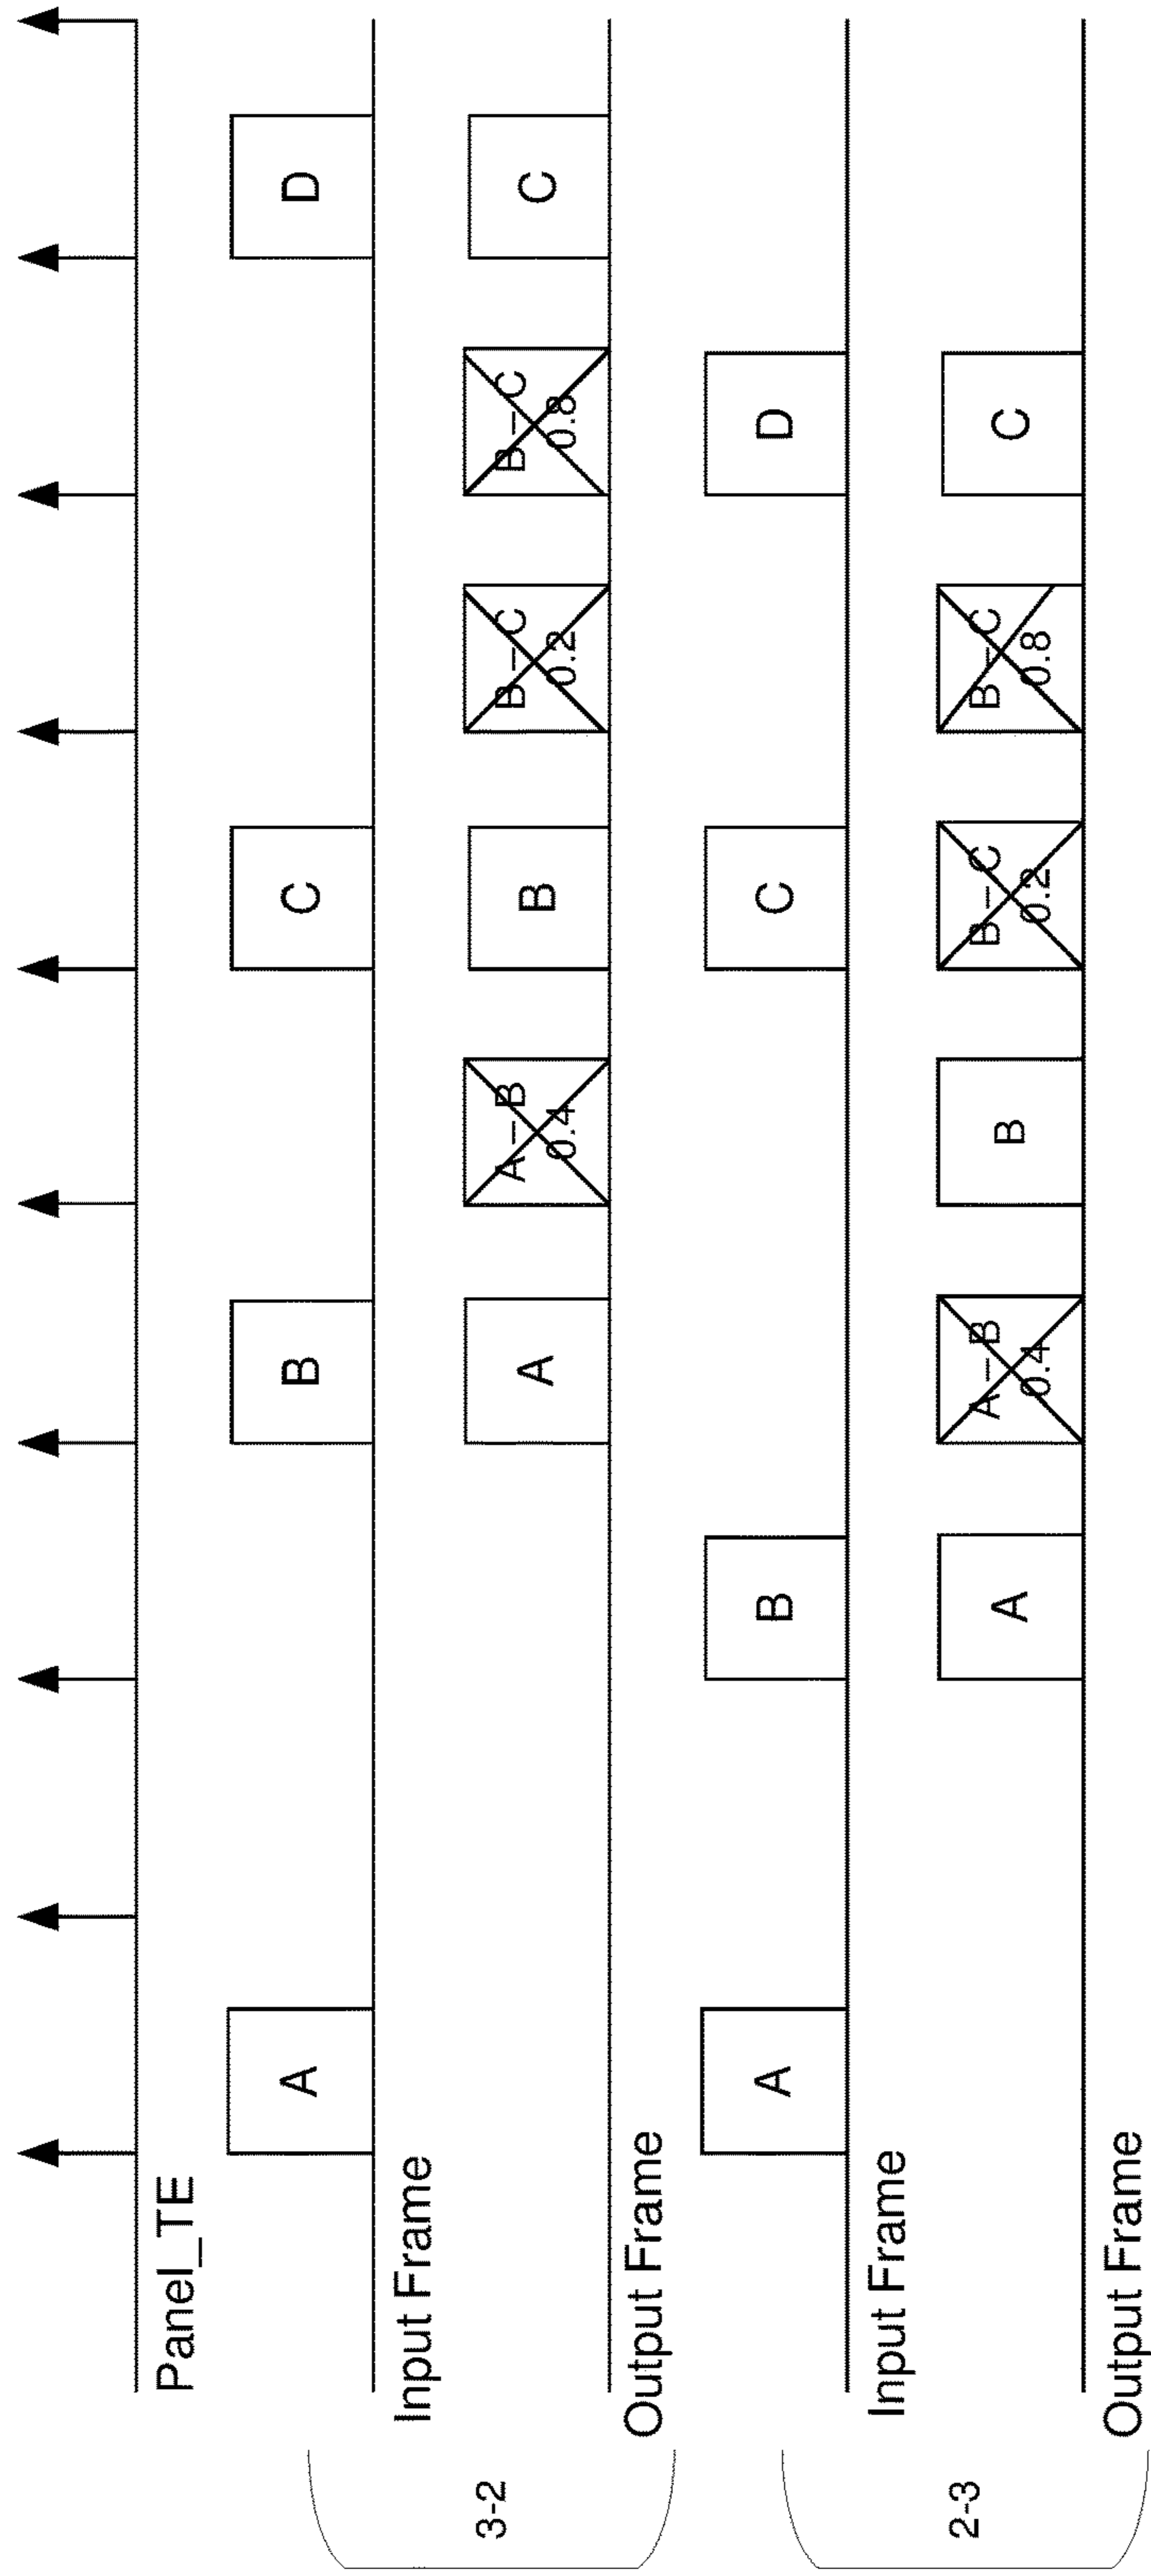 Panel_TE
A
B
C
D
Input Frame
A
A–B
0.4
B
B–C
0.2
B–C
0.8
C
Output Frame
3-2
A
B
C
D
Input Frame
A
A–B
0.4
B
B–C
0.2
B–C
0.8
C
Output Frame
2-3